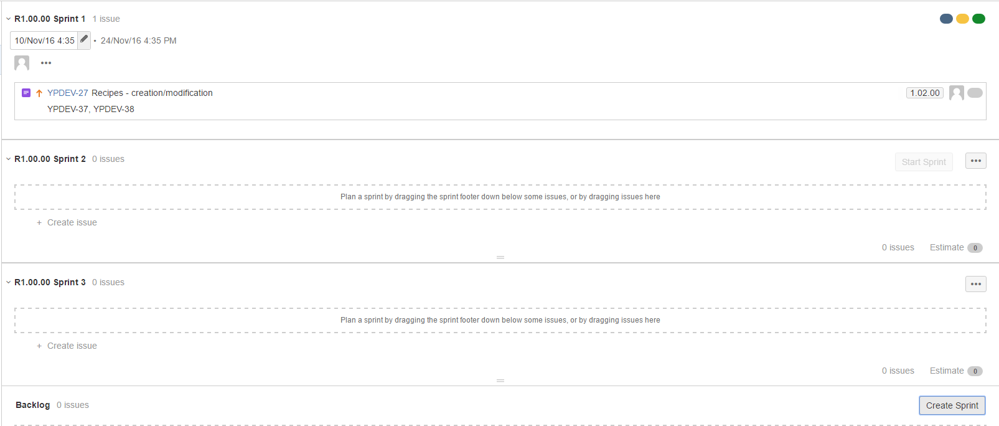 R1.00.00 Sprint 1 1 issue
10/Nov/16 4:35 • 24/Nov/16 4:35 PM
YPDEV-27 Recipes - creation/modification 1.02.00
YPDEV-37, YPDEV-38
R1.00.00 Sprint 2 0 issues Start Sprint
Plan a sprint by dragging the sprint footer down below some issues, or by dragging issues here
+ Create issue
0 issues Estimate 0
R1.00.00 Sprint 3 0 issues
Plan a sprint by dragging the sprint footer down below some issues, or by dragging issues here
+ Create issue
0 issues Estimate 0
Backlog 0 issues Create Sprint